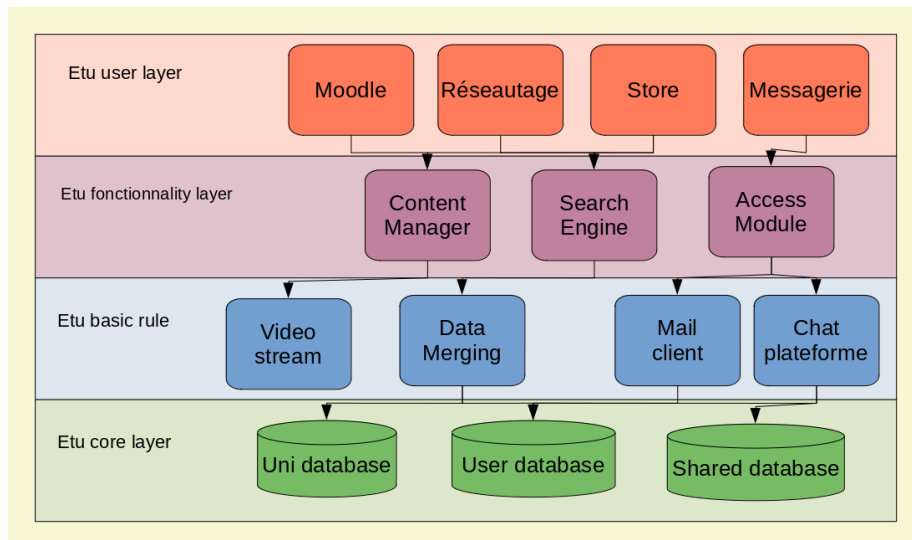 Etu user layer
Moodle
Réseautage
Store
Messagerie
Etu fonctionnality layer
Content
Manager
Search
Engine
Access
Module
Etu basic rule
Video
stream
Data
Merging
Mail
client
Chat
plateforme
Etu core layer
Uni database
User database
Shared database